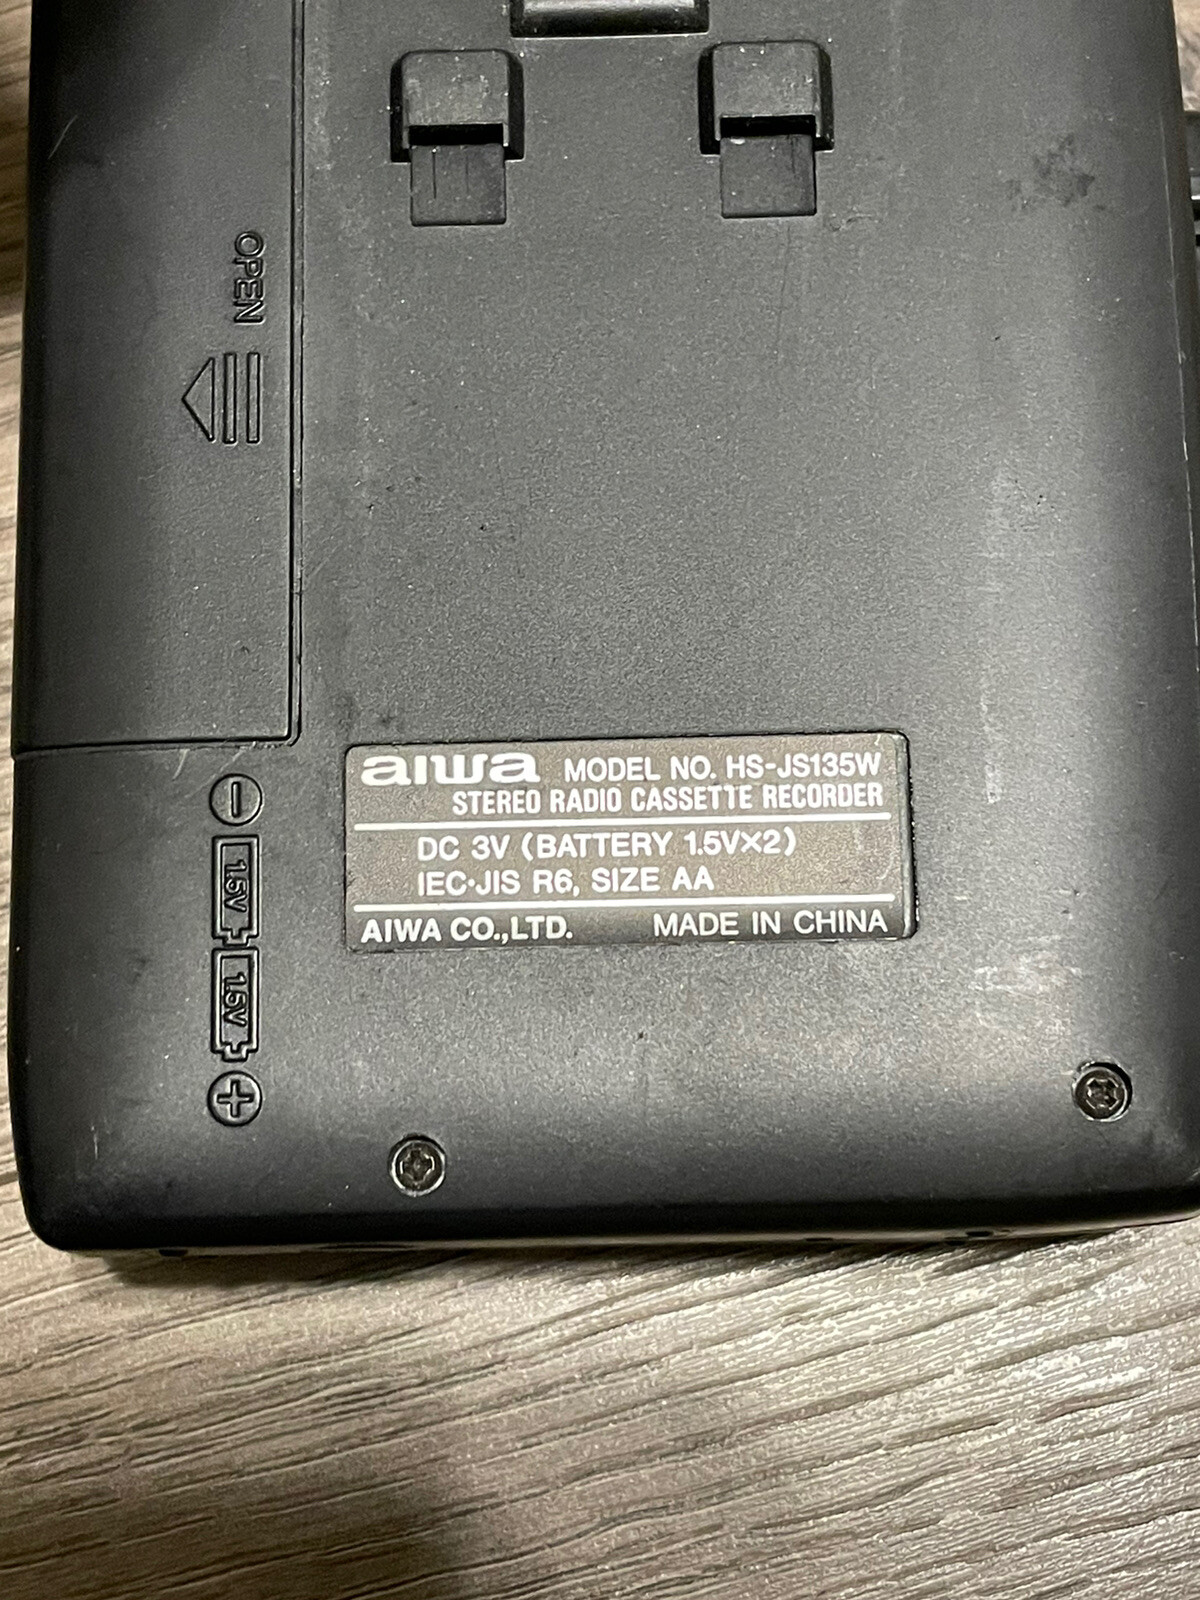 OPEN
aiwa MODEL NO. HS-JS135W
STEREO RADIO CASSETTE RECORDER
DC 3V (BATTERY 1.5V×2)
IEC·JIS R6, SIZE AA
AIWA CO.,LTD. MADE IN CHINA
−
1.5V
1.5V
+